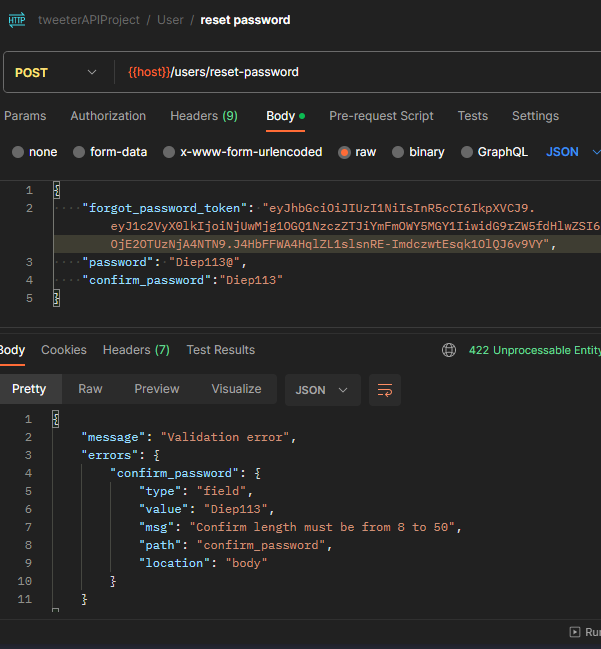 HTTP tweeterAPIProject / User / reset password
POST {{host}}/users/reset-password
Params Authorization Headers (9) Body Pre-request Script Tests Settings
none form-data x-www-form-urlencoded raw binary GraphQL JSON
1 {
2 "forgot_password_token": "eyJhbGciOiJIUzI1NiIsInR5cCI6IkpXVCJ9.
eyJ1c2VyX0lkIjoiNjUwMjg1OGQ1NzczZTJiYmFmOWY5MGY1IiwidG9rZW5fdHlwZSI6
OjE2OTUzNjA4NTN9.J4HbFFWA4HqlZL1slsnRE-ImdczwtEsqk1OlQJ6v9VY",
3 "password": "Diep113@",
4 "confirm_password":"Diep113"
5 }
Body Cookies Headers (7) Test Results 422 Unprocessable Entity
Pretty Raw Preview Visualize JSON
1 {
2 "message": "Validation error",
3 "errors": {
4 "confirm_password": {
5 "type": "field",
6 "value": "Diep113",
7 "msg": "Confirm length must be from 8 to 50",
8 "path": "confirm_password",
9 "location": "body"
10 }
11 }
Run